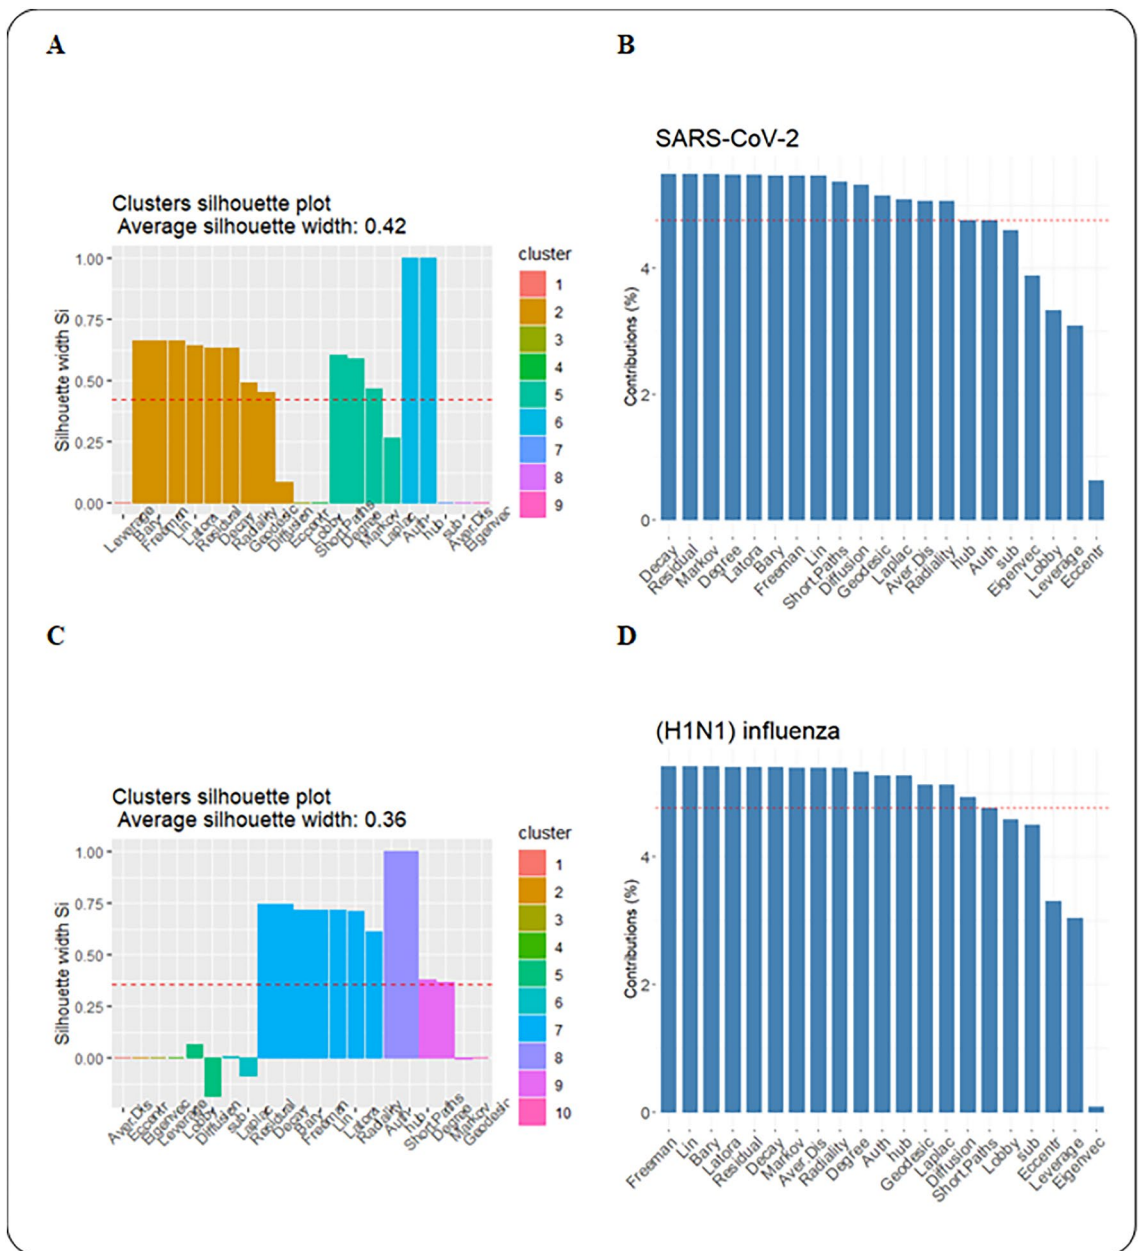 A
Clusters silhouette plot
Average silhouette width: 0.42
Silhouette width Si
1.00
0.75
0.50
0.25
0.00
Leverage
Bary
Freeman
Lin
Latora
Residual
Decay
Radiality
Geodesic
Diffusion
Eccentr
Lobby
Short.Paths
Degree
Markov
Laplac
Auth
hub
sub
Aver.Dis
Eigenvec
cluster
1
2
3
4
5
6
7
8
9
B
SARS-CoV-2
Contributions (%)
4
2
0
Decay
Residual
Markov
Degree
Latora
Bary
Freeman
Lin
Short.Paths
Diffusion
Geodesic
Laplac
Aver.Dis
Radiality
hub
Auth
sub
Eigenvec
Lobby
Leverage
Eccentr
C
Clusters silhouette plot
Average silhouette width: 0.36
Silhouette width Si
1.00
0.75
0.50
0.25
0.00
Aver.Dis
Eccentr
Eigenvec
Leverage
Lobby
Diffusion
sub
Laplac
Residual
Decay
Bary
Freeman
Lin
Latora
Radiality
Auth
hub
Short.Paths
Degree
Markov
Geodesic
cluster
1
2
3
4
5
6
7
8
9
10
D
(H1N1) influenza
Contributions (%)
4
2
0
Freeman
Lin
Bary
Latora
Residual
Decay
Markov
Aver.Dis
Radiality
Degree
Auth
hub
Geodesic
Laplac
Diffusion
Short.Paths
Lobby
sub
Eccentr
Leverage
Eigenvec